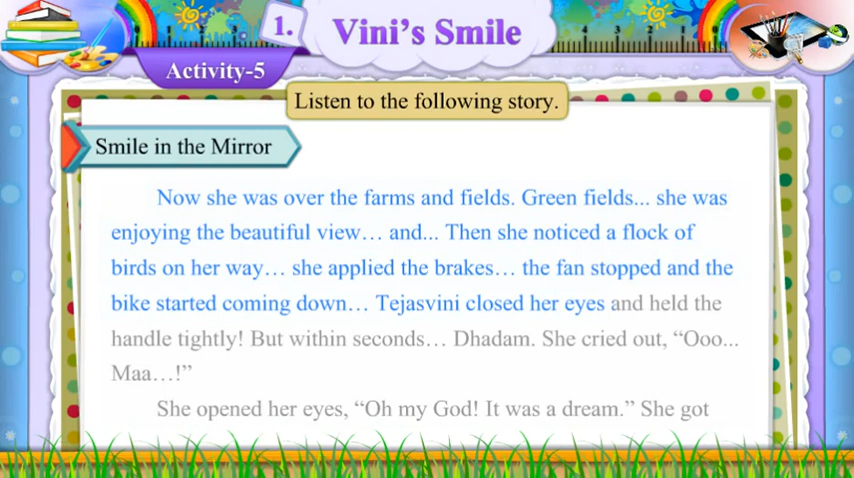 1.
Vini's Smile
Activity-5
Listen to the following story.
Smile in the Mirror
Now she was over the farms and fields. Green fields... she was
enjoying the beautiful view… and... Then she noticed a flock of
birds on her way… she applied the brakes… the fan stopped and the
bike started coming down… Tejasvini closed her eyes and held the
handle tightly! But within seconds… Dhadam. She cried out, “Ooo...
Maa…!”
She opened her eyes, “Oh my God! It was a dream.” She got